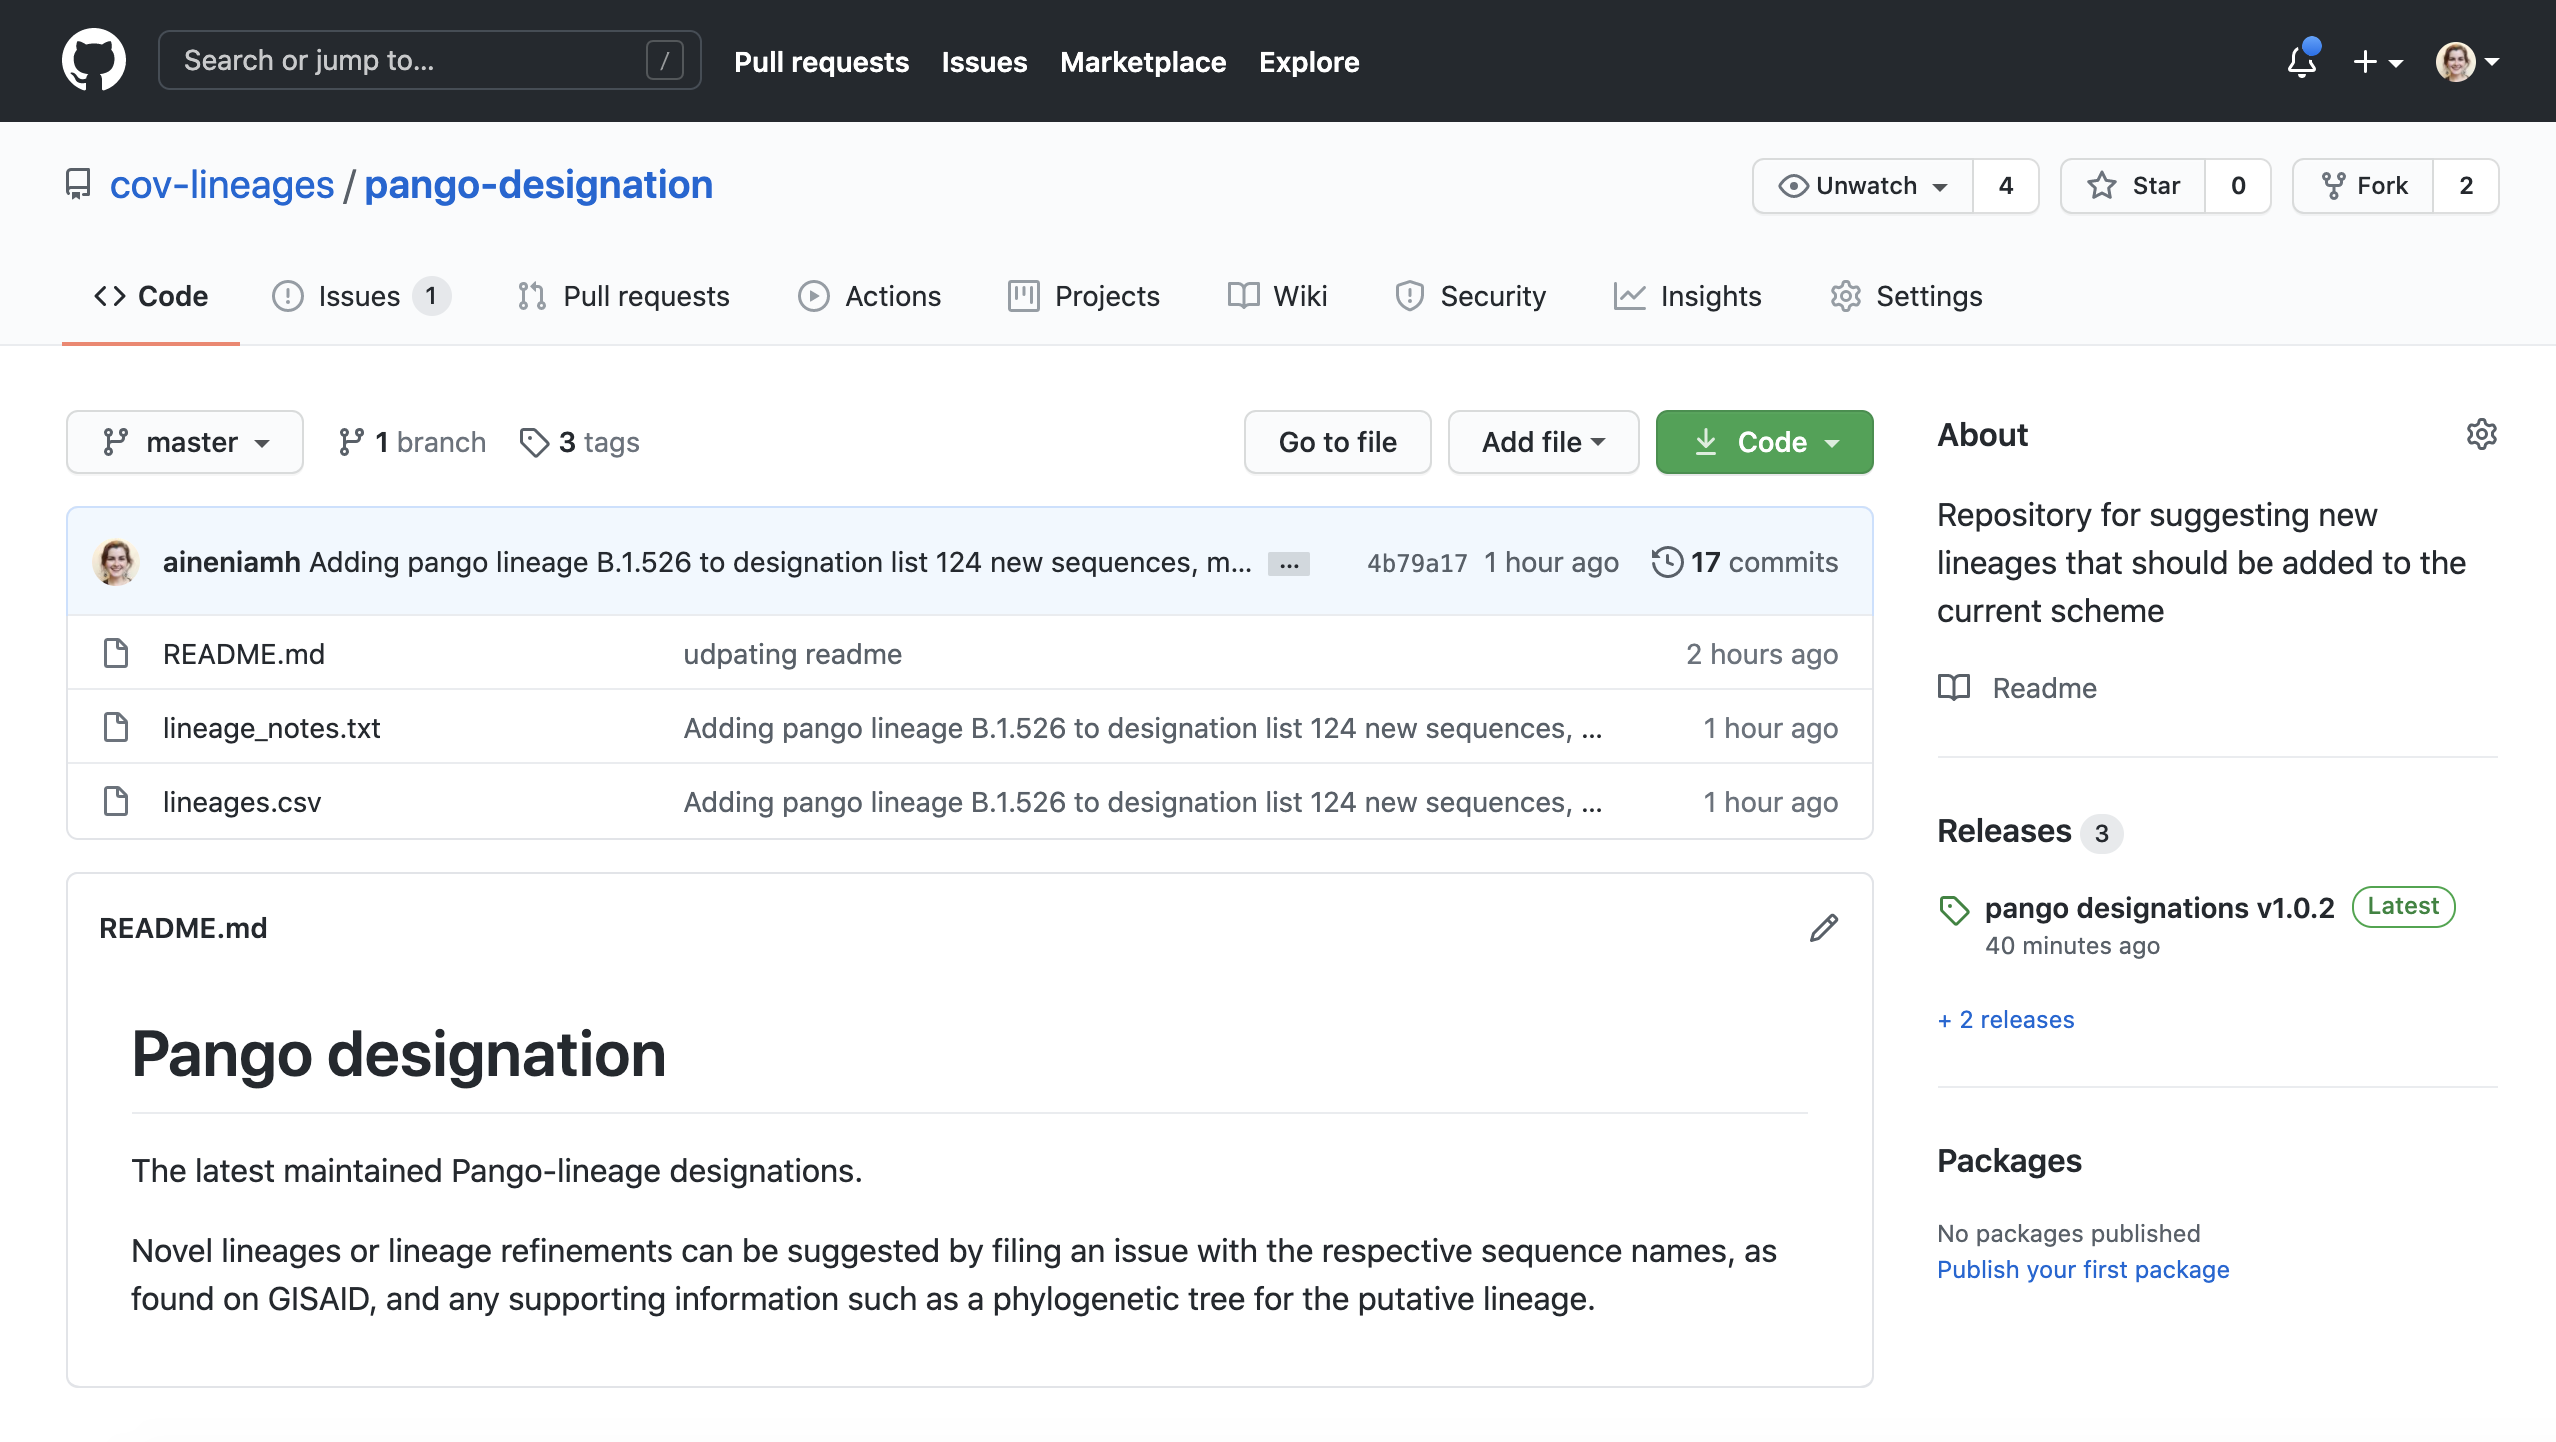 Search or jump to... / Pull requests Issues Marketplace Explore
cov-lineages / pango-designation Unwatch 4 Star 0 Fork 2
Code Issues 1 Pull requests Actions Projects Wiki Security Insights Settings
master 1 branch 3 tags Go to file Add file Code
aineniamh Adding pango lineage B.1.526 to designation list 124 new sequences, m... ... 4b79a17 1 hour ago 17 commits
README.md udpating readme 2 hours ago
lineage_notes.txt Adding pango lineage B.1.526 to designation list 124 new sequences, ... 1 hour ago
lineages.csv Adding pango lineage B.1.526 to designation list 124 new sequences, ... 1 hour ago
README.md
Pango designation
The latest maintained Pango-lineage designations.
Novel lineages or lineage refinements can be suggested by filing an issue with the respective sequence names, as
found on GISAID, and any supporting information such as a phylogenetic tree for the putative lineage.
About
Repository for suggesting new
lineages that should be added to the
current scheme
Readme
Releases 3
pango designations v1.0.2 Latest
40 minutes ago
+ 2 releases
Packages
No packages published
Publish your first package